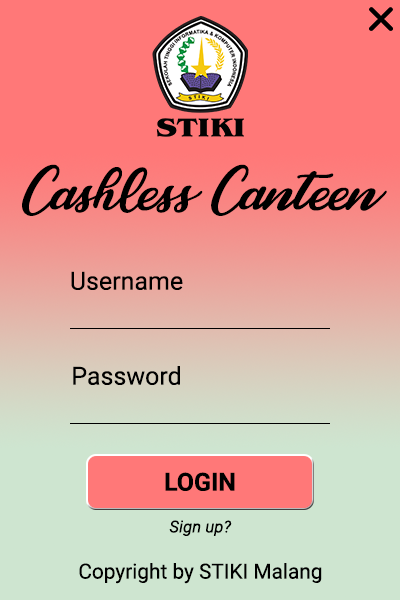 SEKOLAH TINGGI INFORMATIKA & KOMPUTER INDONESIA
STIKI
STIKI
Cashless Canteen
Username
Password
LOGIN
Sign up?
Copyright by STIKI Malang